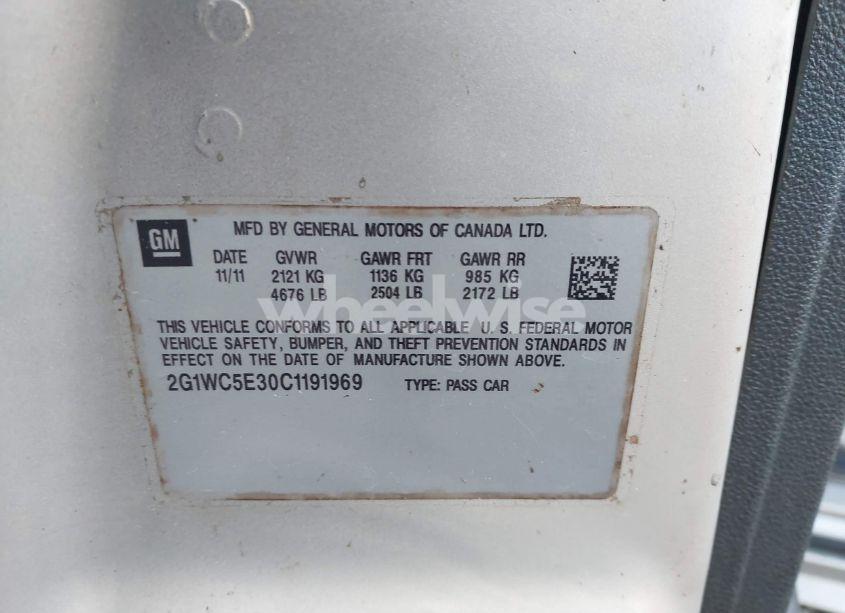 GM
MFD BY GENERAL MOTORS OF CANADA LTD.
DATE GVWR GAWR FRT GAWR RR
11/11 2121 KG 1136 KG 985 KG
4676 LB 2504 LB 2172 LB
wheelwise
THIS VEHICLE CONFORMS TO ALL APPLICABLE U. S. FEDERAL MOTOR
VEHICLE SAFETY, BUMPER, AND THEFT PREVENTION STANDARDS IN
EFFECT ON THE DATE OF MANUFACTURE SHOWN ABOVE.
2G1WC5E30C1191969 TYPE: PASS CAR